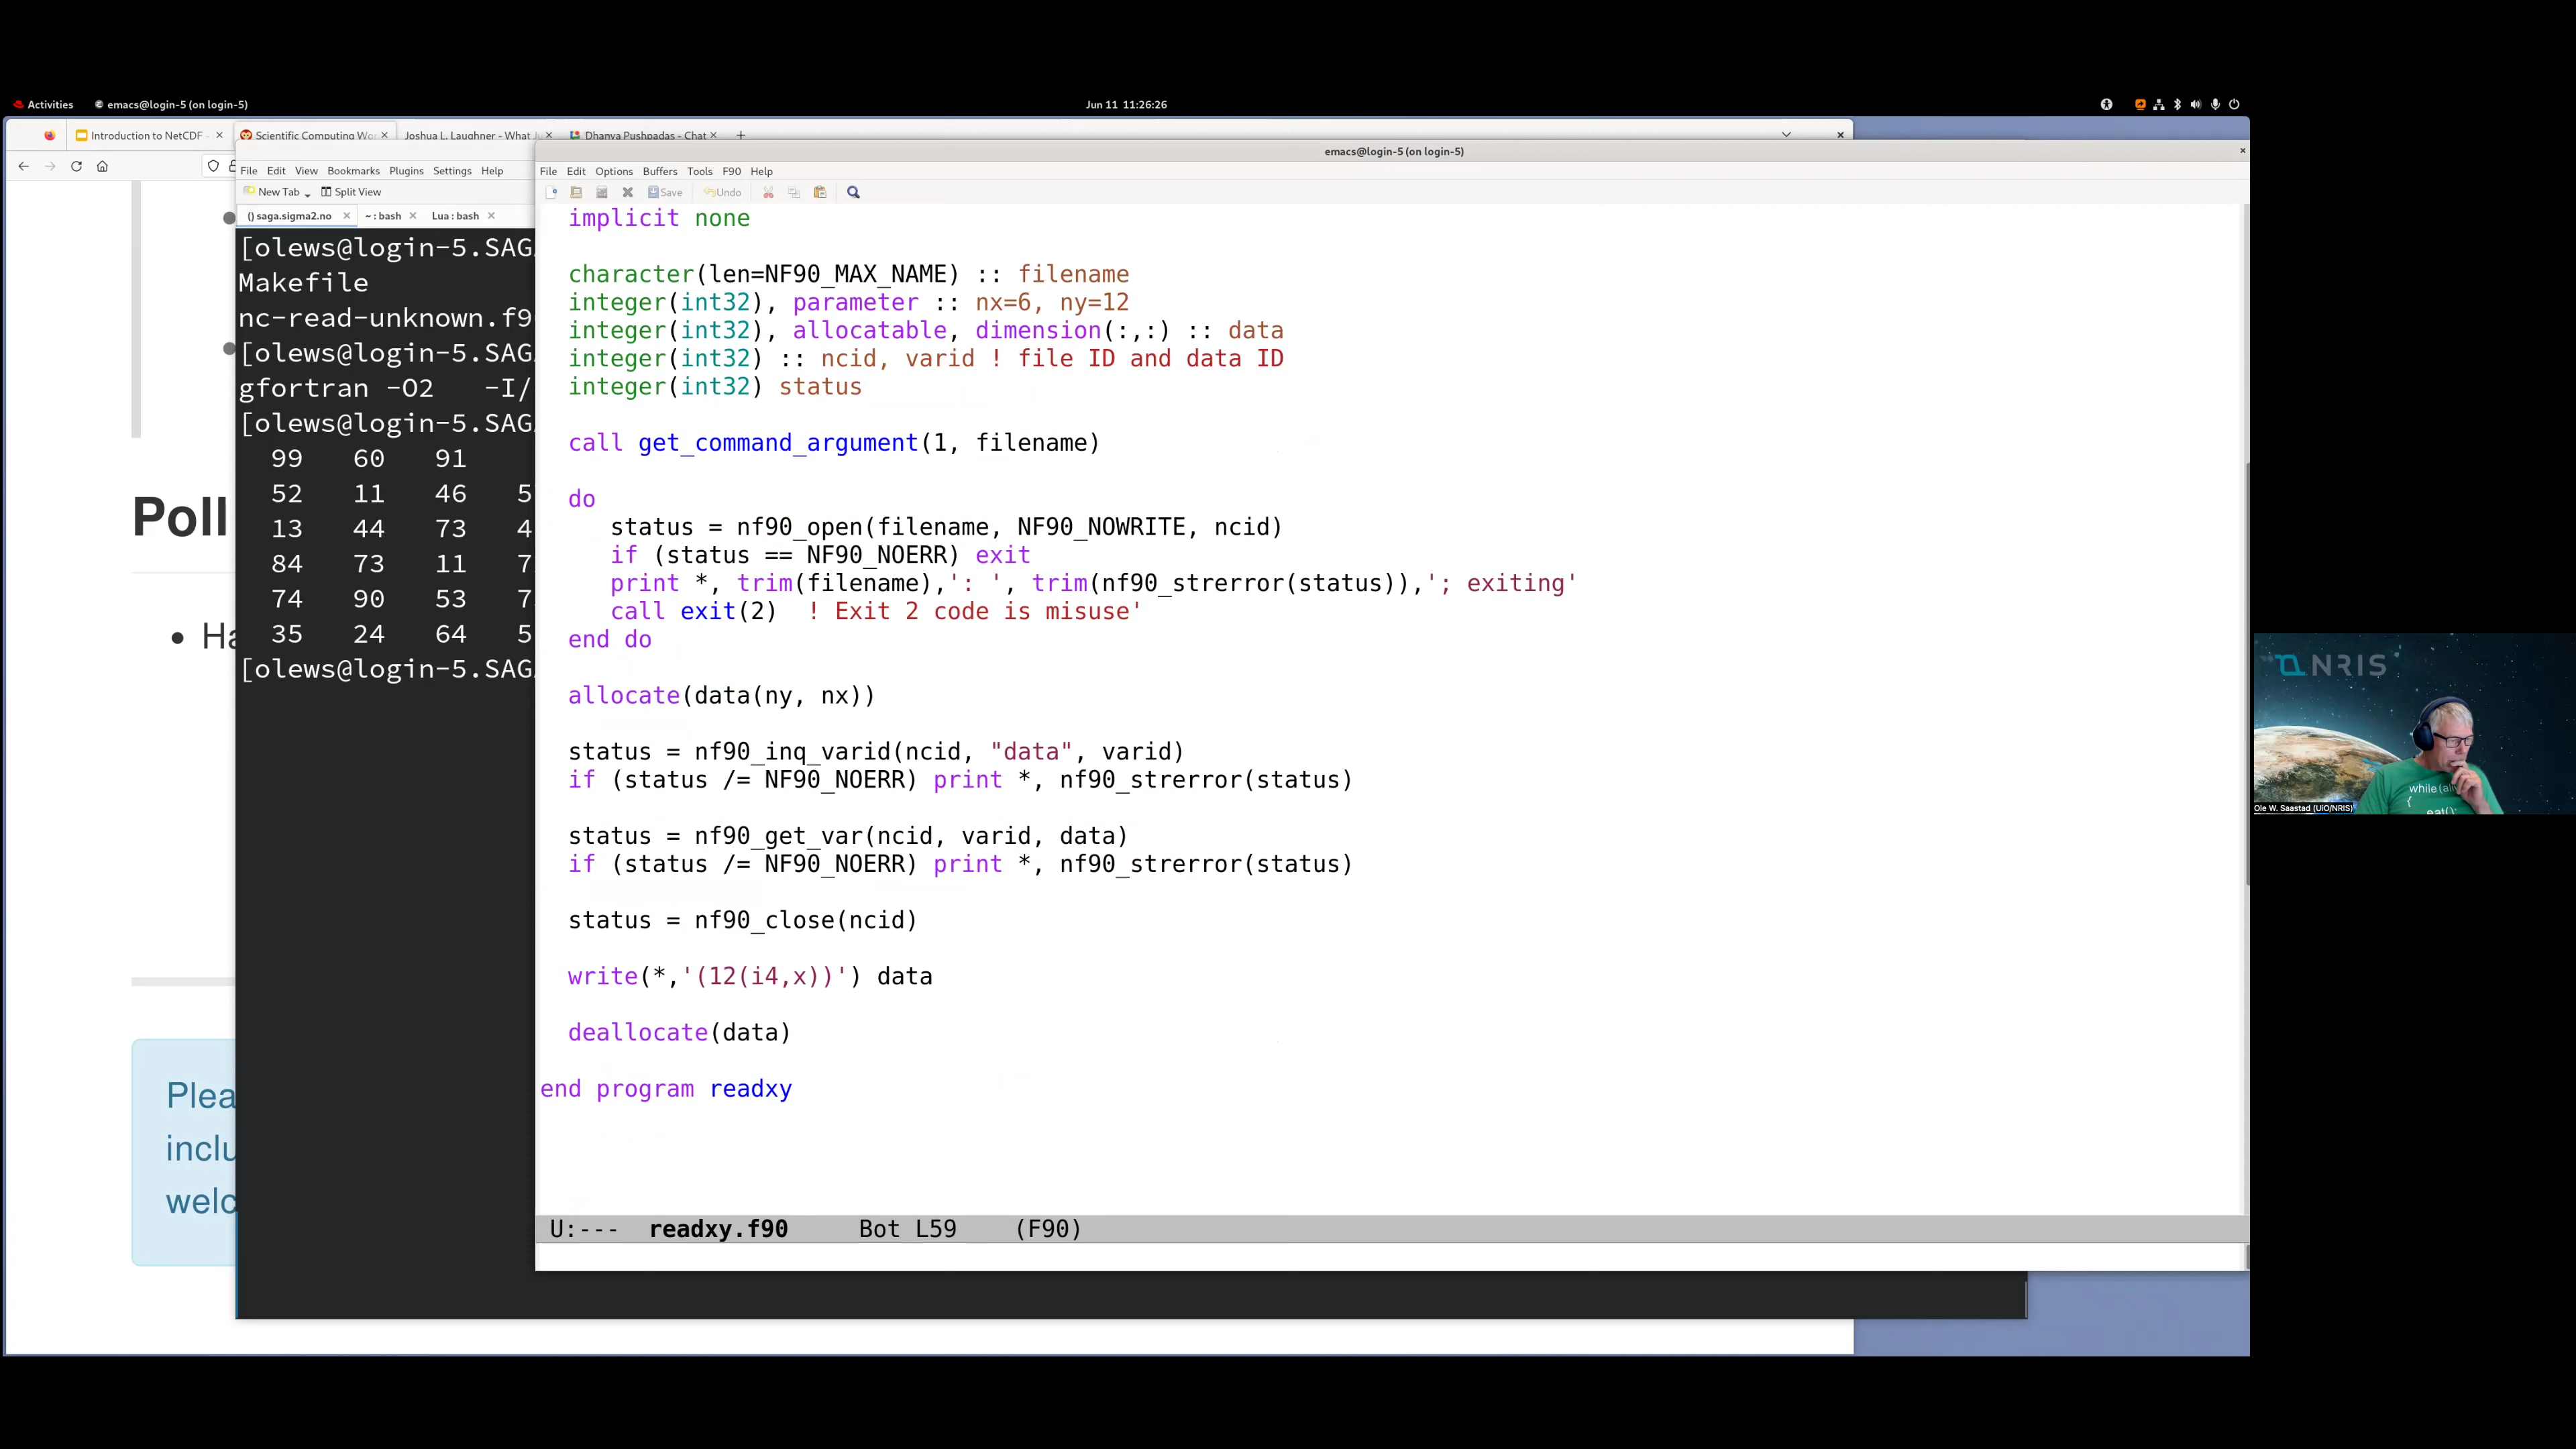 Activities
emacs@login-5 (on login-5)
Jun 11 11:26:26
Introduction to NetCDF -
Scientific Computing Wo
Joshua L. Laughner - What
Dhanya Pushpadas - Chat
emacs@login-5 (on login-5)
File Edit View Bookmarks Plugins Settings Help
New Tab
Split View
() saga.sigma2.no
~ : bash
Lua : bash
[olews@login-5.SAG
Makefile
nc-read-unknown.f9
[olews@login-5.SAG
gfortran -O2 -I/
[olews@login-5.SAG
99 60 91
52 11 46 5
13 44 73 4
84 73 11 7
74 90 53 7
35 24 64 5
[olews@login-5.SAG
Poll
Ha
Plea
inclu
welc
File Edit Options Buffers Tools F90 Help
Save
Undo
implicit none
character(len=NF90_MAX_NAME) :: filename
integer(int32), parameter :: nx=6, ny=12
integer(int32), allocatable, dimension(:,:) :: data
integer(int32) :: ncid, varid ! file ID and data ID
integer(int32) status
call get_command_argument(1, filename)
do
status = nf90_open(filename, NF90_NOWRITE, ncid)
if (status == NF90_NOERR) exit
print *, trim(filename),': ', trim(nf90_strerror(status)),'; exiting'
call exit(2) ! Exit 2 code is misuse'
end do
allocate(data(ny, nx))
status = nf90_inq_varid(ncid, "data", varid)
if (status /= NF90_NOERR) print *, nf90_strerror(status)
status = nf90_get_var(ncid, varid, data)
if (status /= NF90_NOERR) print *, nf90_strerror(status)
status = nf90_close(ncid)
write(*,'(12(i4,x))') data
deallocate(data)
end program readxy
U:--- readxy.f90 Bot L59 (F90)
NRIS
while(ali
{
eat();
Ole W. Saastad (UiO/NRIS)